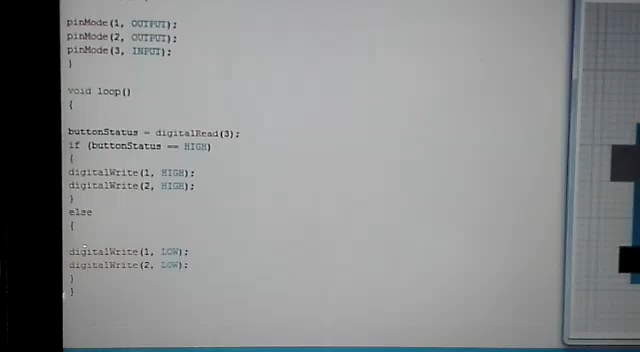 pinMode(1, OUTPUT);
pinMode(2, OUTPUT);
pinMode(3, INPUT);
}
void loop()
{
buttonStatus = digitalRead(3);
if (buttonStatus == HIGH)
{
digitalWrite(1, HIGH);
digitalWrite(2, HIGH);
}
else
{
digitalWrite(1, LOW);
digitalWrite(2, LOW);
}
}